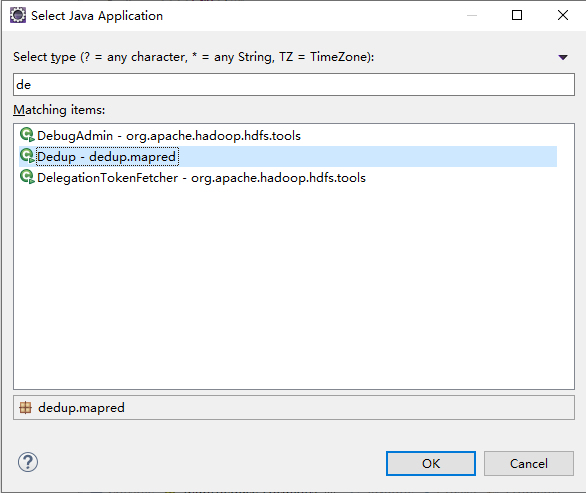 Select Java Application
Select type (? = any character, * = any String, TZ = TimeZone):
de
Matching items:
DebugAdmin - org.apache.hadoop.hdfs.tools
Dedup - dedup.mapred
DelegationTokenFetcher - org.apache.hadoop.hdfs.tools
dedup.mapred
OK
Cancel